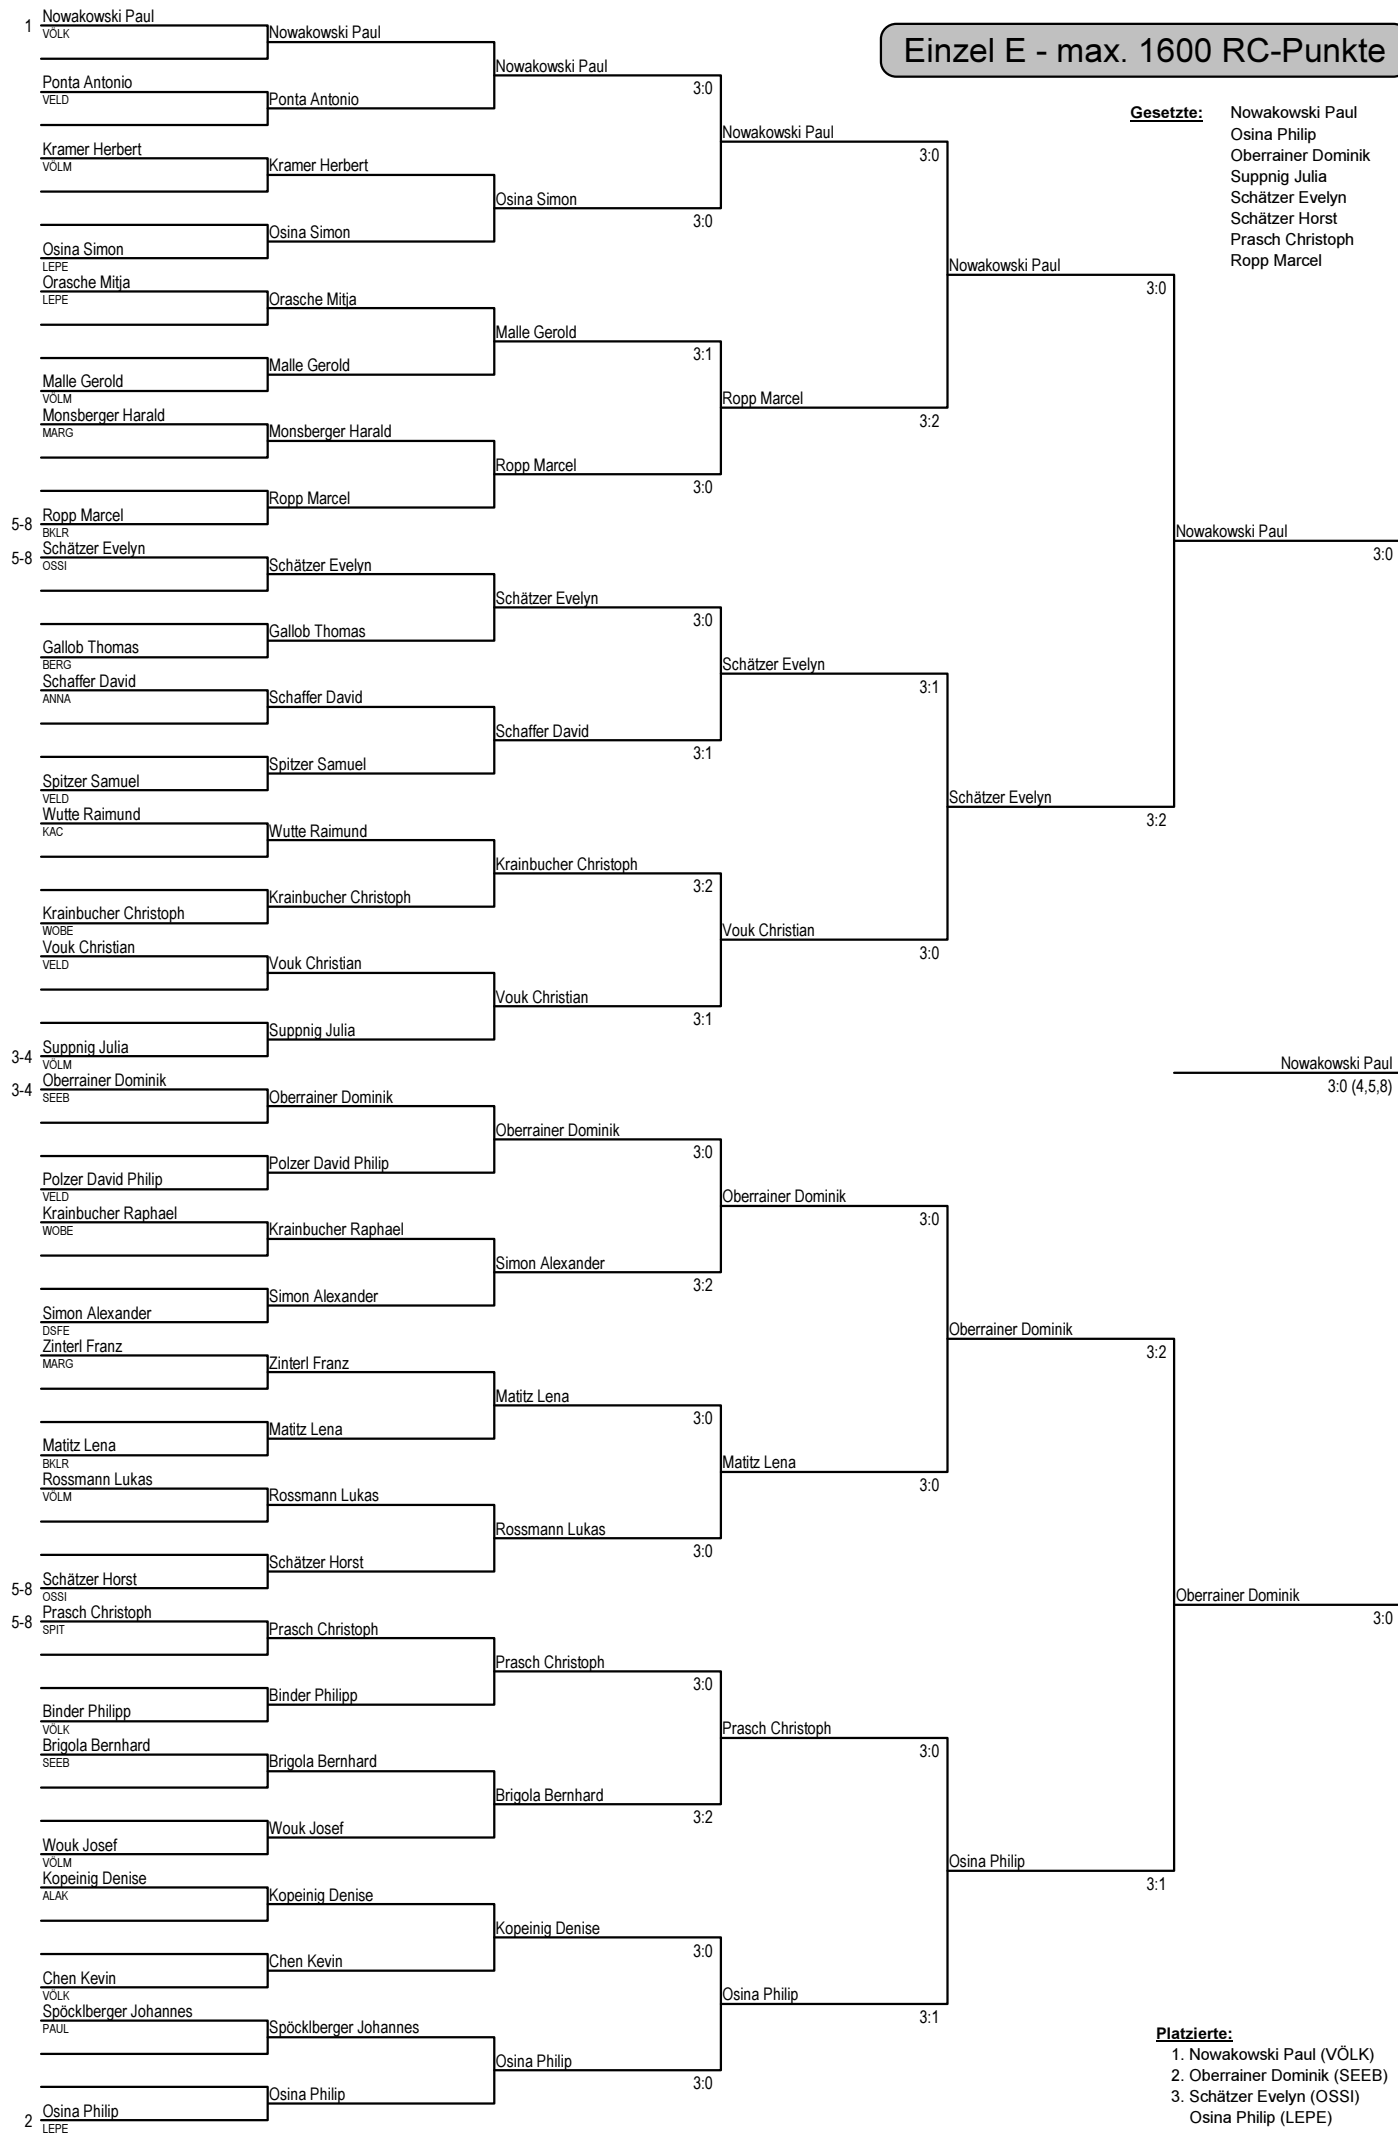 Einzel E - max. 1600 RC-Punkte
Gesetzte:
Nowakowski Paul
Osina Philip
Oberrainer Dominik
Suppnig Julia
Schätzer Evelyn
Schätzer Horst
Prasch Christoph
Ropp Marcel
1
Nowakowski Paul
VÖLK
Ponta Antonio
VELD
Kramer Herbert
VÖLM
Osina Simon
LEPE
Orasche Mitja
LEPE
Malle Gerold
VÖLM
Monsberger Harald
MARG
5-8
Ropp Marcel
BKLR
5-8
Schätzer Evelyn
OSSI
Gallob Thomas
BERG
Schaffer David
ANNA
Spitzer Samuel
VELD
Wutte Raimund
KAC
Krainbucher Christoph
WOBE
Vouk Christian
VELD
3-4
Suppnig Julia
VÖLM
3-4
Oberrainer Dominik
SEEB
Polzer David Philip
VELD
Krainbucher Raphael
WOBE
Simon Alexander
DSFE
Zinterl Franz
MARG
Matitz Lena
BKLR
Rossmann Lukas
VÖLM
5-8
Schätzer Horst
OSSI
5-8
Prasch Christoph
SPIT
Binder Philipp
VÖLK
Brigola Bernhard
SEEB
Wouk Josef
VÖLM
Kopeinig Denise
ALAK
Chen Kevin
VÖLK
Spöcklberger Johannes
PAUL
2
Osina Philip
LEPE
Nowakowski Paul
Ponta Antonio
Kramer Herbert
Osina Simon
Orasche Mitja
Malle Gerold
Monsberger Harald
Ropp Marcel
Schätzer Evelyn
Gallob Thomas
Schaffer David
Spitzer Samuel
Wutte Raimund
Krainbucher Christoph
Vouk Christian
Suppnig Julia
Oberrainer Dominik
Polzer David Philip
Krainbucher Raphael
Simon Alexander
Zinterl Franz
Matitz Lena
Rossmann Lukas
Schätzer Horst
Prasch Christoph
Binder Philipp
Brigola Bernhard
Wouk Josef
Kopeinig Denise
Chen Kevin
Spöcklberger Johannes
Osina Philip
Nowakowski Paul
3:0
Osina Simon
3:0
Malle Gerold
3:1
Ropp Marcel
3:0
Schätzer Evelyn
3:0
Schaffer David
3:1
Krainbucher Christoph
3:2
Vouk Christian
3:1
Oberrainer Dominik
3:0
Simon Alexander
3:2
Matitz Lena
3:0
Rossmann Lukas
3:0
Prasch Christoph
3:0
Brigola Bernhard
3:2
Kopeinig Denise
3:0
Osina Philip
3:0
Nowakowski Paul
3:0
Ropp Marcel
3:2
Schätzer Evelyn
3:1
Vouk Christian
3:0
Oberrainer Dominik
3:0
Matitz Lena
3:0
Prasch Christoph
3:0
Osina Philip
3:1
Nowakowski Paul
3:0
Schätzer Evelyn
3:2
Oberrainer Dominik
3:2
Osina Philip
3:1
Nowakowski Paul
3:0
Oberrainer Dominik
3:0
Nowakowski Paul
3:0 (4,5,8)
Platzierte:
1. Nowakowski Paul (VÖLK)
2. Oberrainer Dominik (SEEB)
3. Schätzer Evelyn (OSSI)
Osina Philip (LEPE)